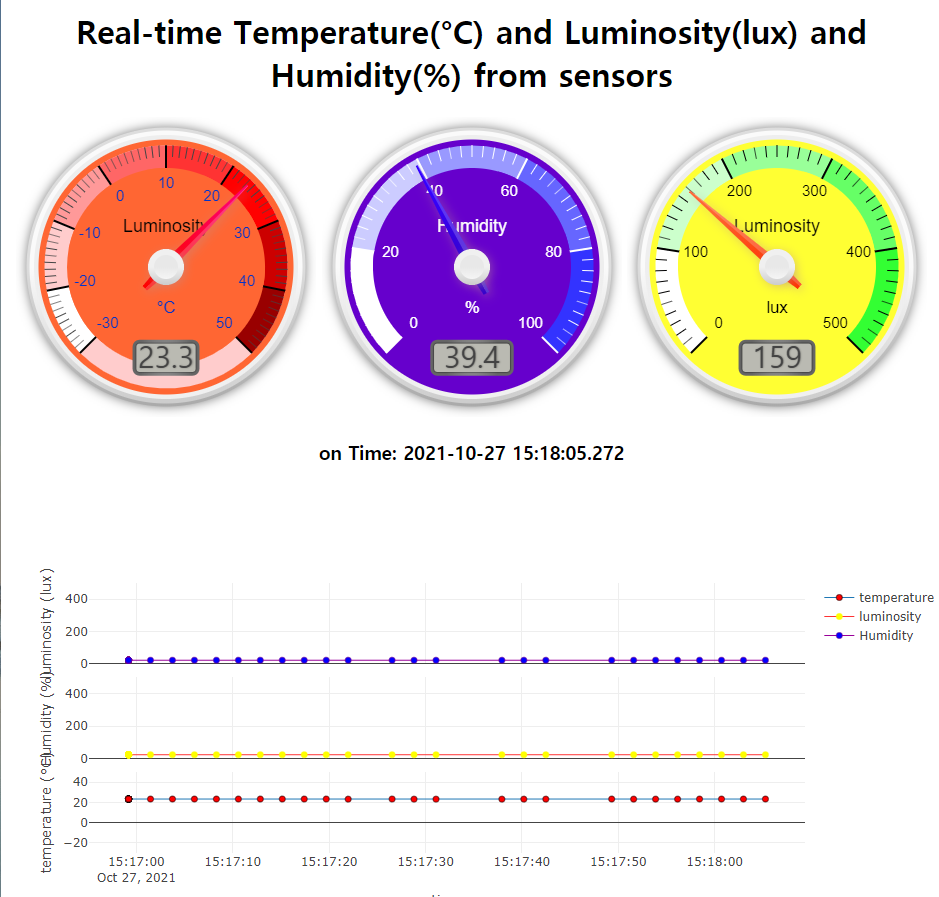 Real-time Temperature(°C) and Luminosity(lux) and
Humidity(%) from sensors
-30
-20
-10
0
10
20
30
40
50
Luminosity
°C
23.3
0
20
40
60
80
100
Humidity
%
39.4
0
100
200
300
400
500
Luminosity
lux
159
on Time: 2021-10-27 15:18:05.272
temperature
luminosity
Humidity
luminosity (lux)
400
200
0
Humidity (%)
400
200
0
temperature (°C)
40
20
0
−20
15:17:00
15:17:10
15:17:20
15:17:30
15:17:40
15:17:50
15:18:00
Oct 27, 2021